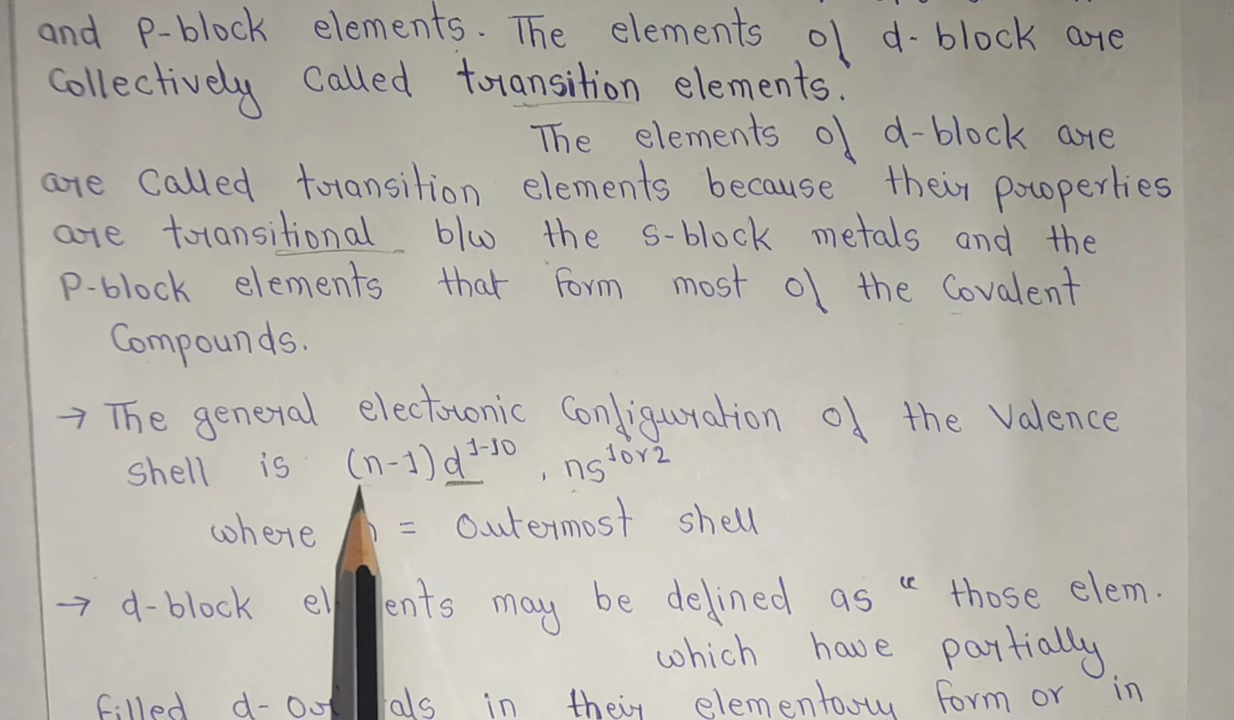 and P-block elements. The elements of d-block are
Collectively Called transition elements.
The elements of d-block are
are Called transition elements because their properties
are transitional b/w the s-block metals and the
P-block elements that form most of the Covalent
Compounds.
→ The general electronic Configuration of the Valence
Shell is (n-1)d¹⁻¹⁰, ns¹ᵒʳ²
where = Outermost shell
→ d-block may be defined as “ those elem.
which have partially
filled in their elementary form or in